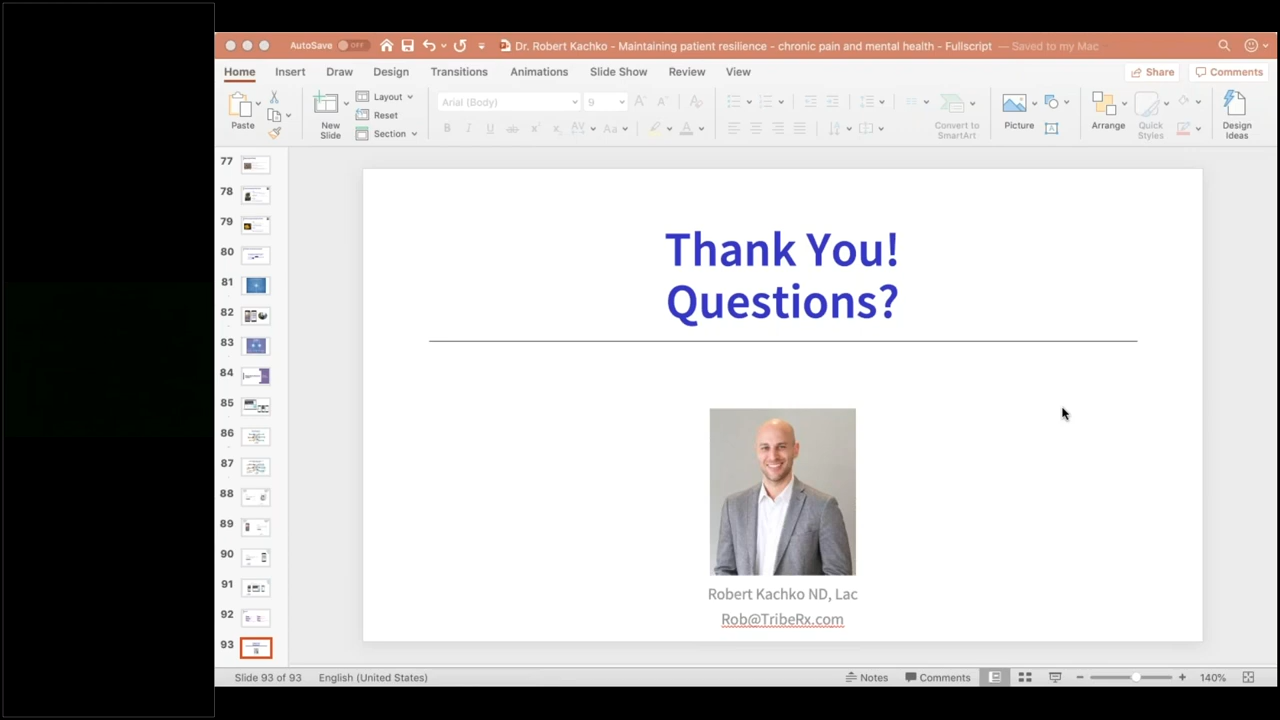 AutoSave OFF Dr. Robert Kachko - Maintaining patient resilience - chronic pain and mental health - Fullscript — Saved to my Mac
Home Insert Draw Design Transitions Animations Slide Show Review View Share Comments
Paste
New
Slide
Layout
Reset
Section
Arial (Body) 9
Convert to
SmartArt
Picture
Arrange
Quick
Styles
Design
Ideas
77
78
79
80
81
82
83
84
85
86
87
88
89
90
91
92
93
Thank You!
Questions?
Robert Kachko ND, Lac
Rob@TribeRx.com
Slide 93 of 93 English (United States) Notes Comments 140%